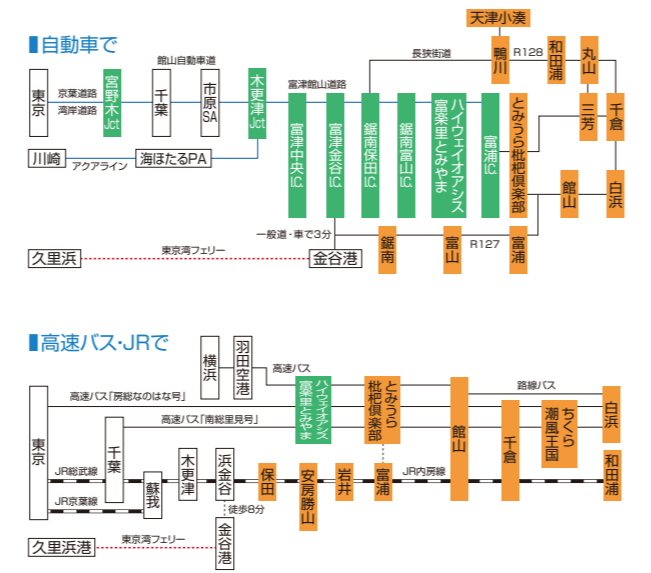 自動車で
天津小湊
長狭街道
R128
鴨川
和田浦
丸山
館山自動車道
東京
京葉道路
湾岸道路
宮野木Jct
千葉
市原SA
木更津Jct
富津館山道路
富津中央I.C.
富津金谷I.C.
鋸南保田I.C.
鋸南富山I.C.
ハイウェイオアシス
富楽里とみやま
富浦I.C.
とみうら枇杷倶楽部
三芳
千倉
川崎
アクアライン
海ほたるPA
館山
白浜
一般道・車で3分
鋸南
富山
R127
富浦
久里浜
東京湾フェリー
金谷港
高速バス・JRで
横浜
羽田空港
高速バス
ハイウェイオアシス
富楽里とみやま
とみうら
枇杷倶楽部
路線バス
高速バス「房総なのはな号」
高速バス「南総里見号」
東京
千葉
館山
千倉
ちくら
潮風王国
白浜
JR総武線
JR京葉線
蘇我
木更津
浜金谷
保田
安房勝山
岩井
富浦
JR内房線
和田浦
徒歩8分
久里浜港
東京湾フェリー
金谷港